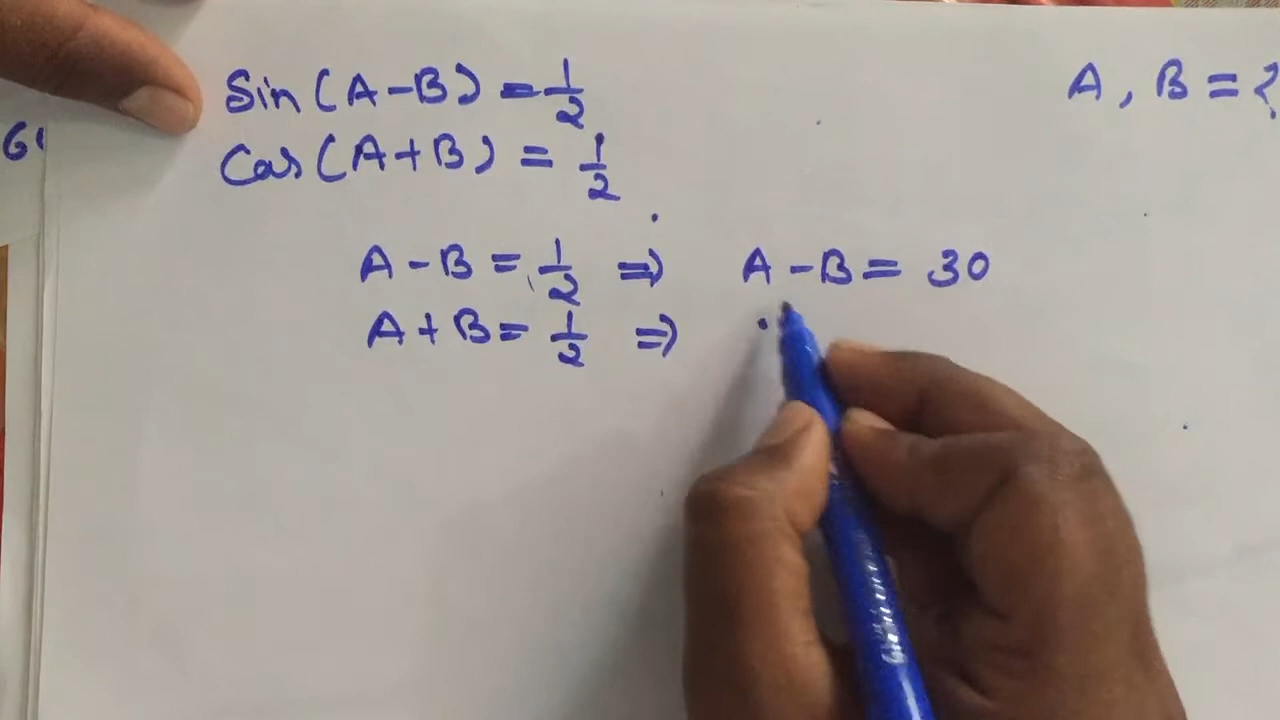 Sin(A-B) = 1/2
A, B = ?
Cos(A+B) = 1/2
A-B = 1/2 ⇒ A-B = 30
A+B = 1/2 ⇒